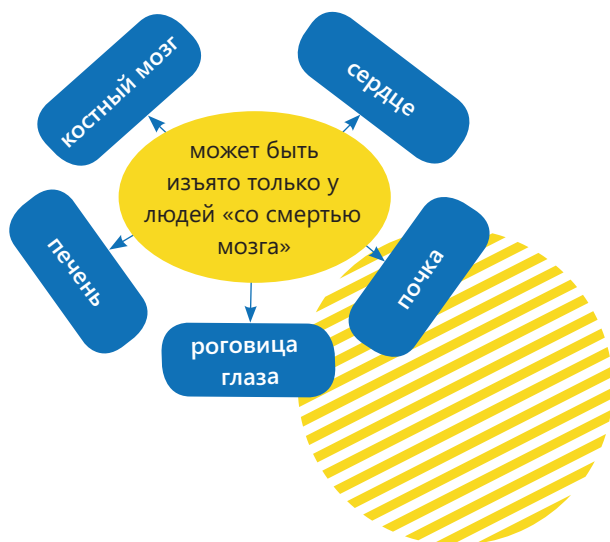 костный мозг
сердце
может быть
изъято только у
людей «со смертью
мозга»
печень
почка
роговица
глаза